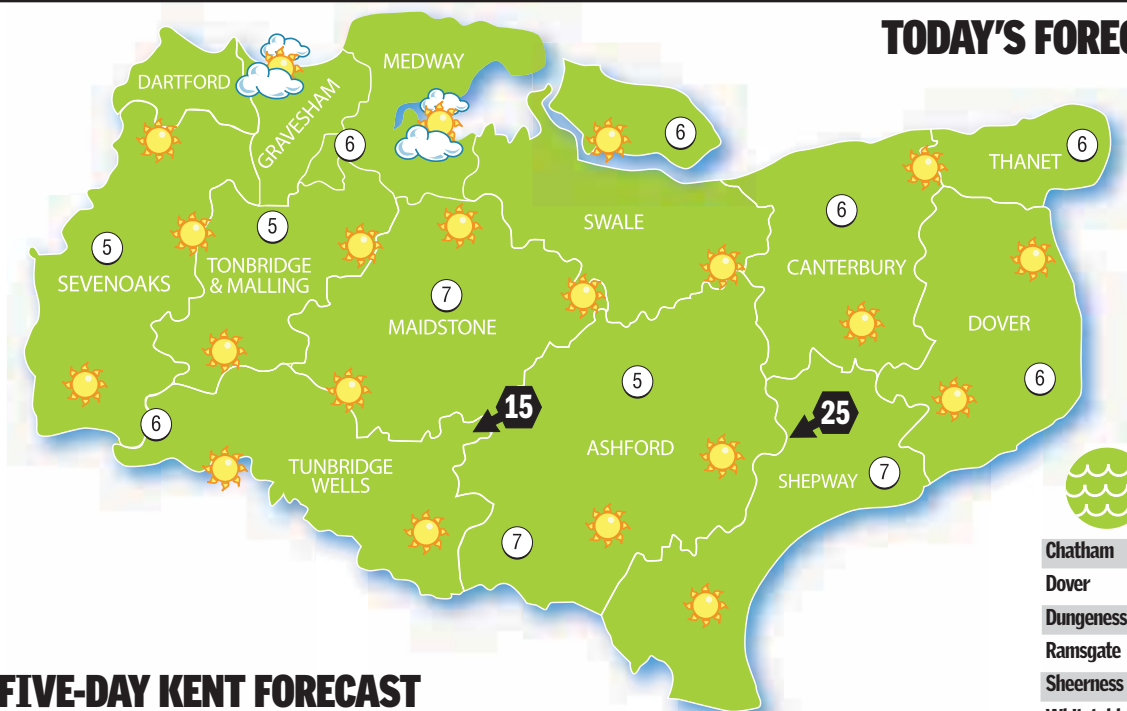 TODAY'S FOREC
DARTFORD
GRAVESHAM
MEDWAY
6
6
THANET
6
5
SEVENOAKS
5
TONBRIDGE
& MALLING
SWALE
6
CANTERBURY
7
MAIDSTONE
DOVER
6
5
15
25
6
ASHFORD
TUNBRIDGE
WELLS
SHEPWAY
7
7
Chatham
Dover
Dungeness
Ramsgate
Sheerness
FIVE-DAY KENT FORECAST